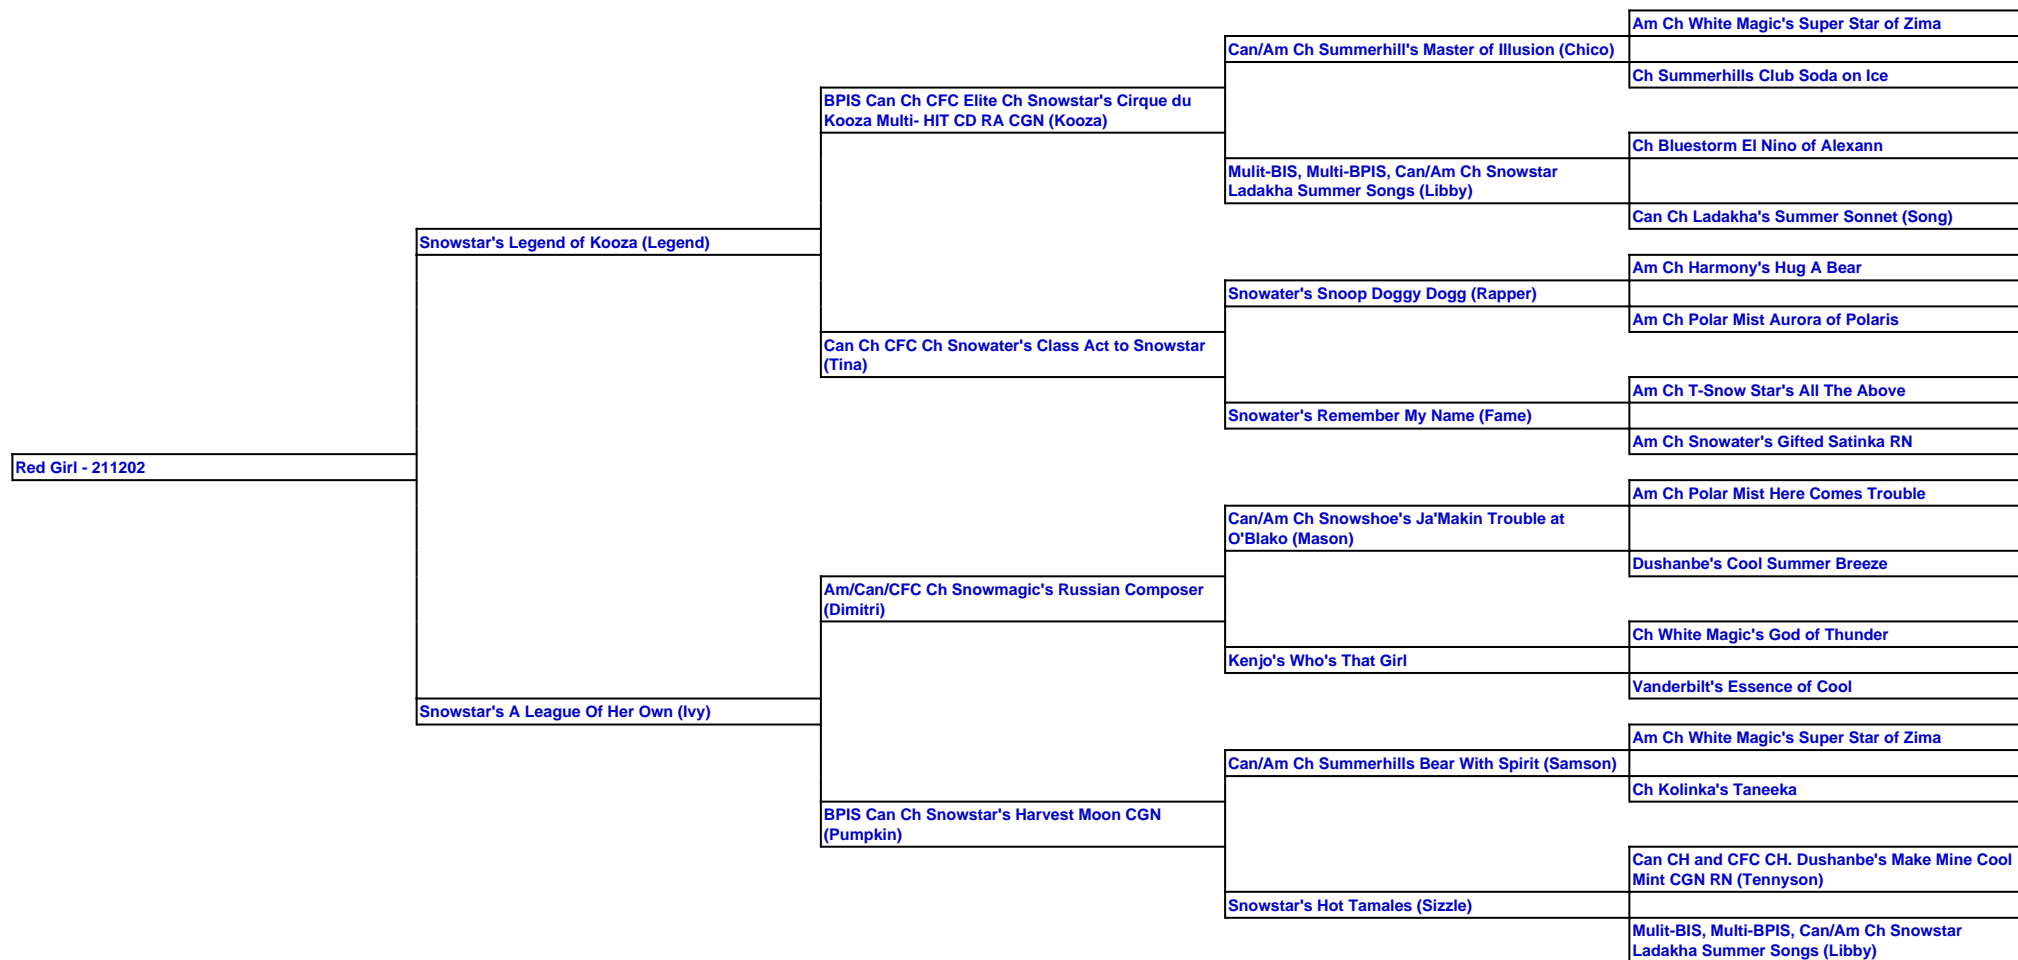 Am Ch White Magic's Super Star of Zima
Can/Am Ch Summerhill's Master of Illusion (Chico)
Ch Summerhills Club Soda on Ice
BPIS Can Ch CFC Elite Ch Snowstar's Cirque du
Kooza Multi- HIT CD RA CGN (Kooza)
Ch Bluestorm El Nino of Alexann
Mulit-BIS, Multi-BPIS, Can/Am Ch Snowstar
Ladakha Summer Songs (Libby)
Can Ch Ladakha's Summer Sonnet (Song)
Snowstar's Legend of Kooza (Legend)
Am Ch Harmony's Hug A Bear
Snowater's Snoop Doggy Dogg (Rapper)
Am Ch Polar Mist Aurora of Polaris
Can Ch CFC Ch Snowater's Class Act to Snowstar
(Tina)
Am Ch T-Snow Star's All The Above
Snowater's Remember My Name (Fame)
Am Ch Snowater's Gifted Satinka RN
Red Girl - 211202
Am Ch Polar Mist Here Comes Trouble
Can/Am Ch Snowshoe's Ja'Makin Trouble at
O'Blako (Mason)
Dushanbe's Cool Summer Breeze
Am/Can/CFC Ch Snowmagic's Russian Composer
(Dimitri)
Ch White Magic's God of Thunder
Kenjo's Who's That Girl
Vanderbilt's Essence of Cool
Snowstar's A League Of Her Own (Ivy)
Am Ch White Magic's Super Star of Zima
Can/Am Ch Summerhills Bear With Spirit (Samson)
Ch Kolinka's Taneeka
BPIS Can Ch Snowstar's Harvest Moon CGN
(Pumpkin)
Can CH and CFC CH. Dushanbe's Make Mine Cool
Mint CGN RN (Tennyson)
Snowstar's Hot Tamales (Sizzle)
Mulit-BIS, Multi-BPIS, Can/Am Ch Snowstar
Ladakha Summer Songs (Libby)